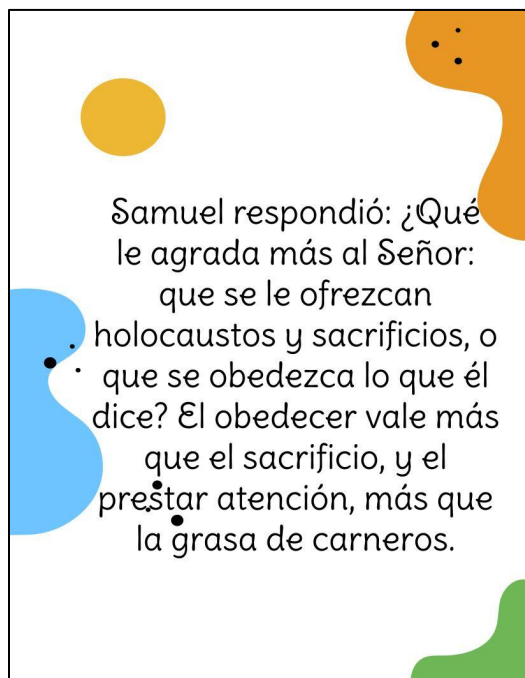 Samuel respondió: ¿Qué
le agrada más al Señor:
que se le ofrezcan
holocaustos y sacrificios, o
que se obedezca lo que él
dice? El obedecer vale más
que el sacrificio, y el
prestar atención, más que
la grasa de carneros.